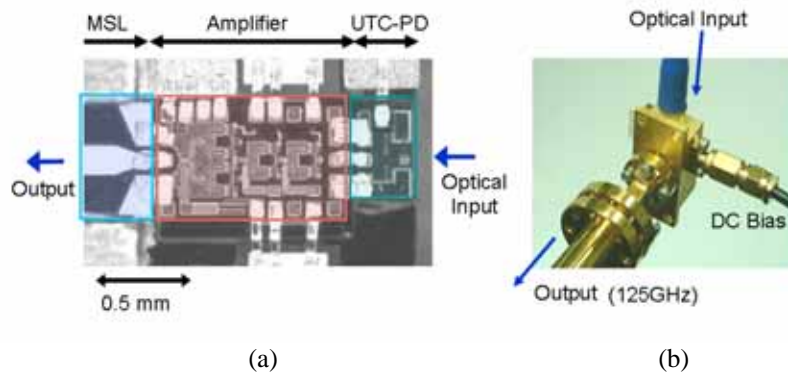 MSL Amplifier UTC-PD
Output
Optical
Input
0.5 mm
(a)
Optical Input
DC Bias
Output (125GHz)
(b)